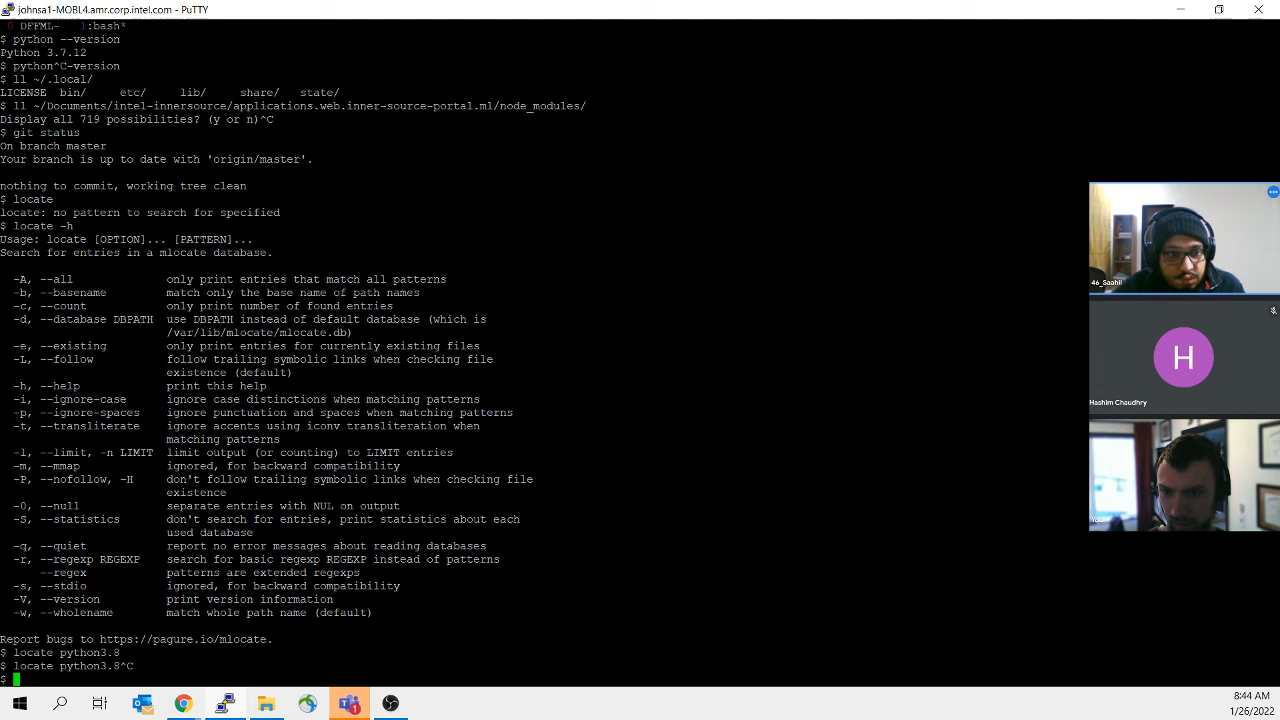 johnsa1-MOBL4.amr.corp.intel.com - PuTTY
0 DFFML- 1:bash*
$ python --version
Python 3.7.12
$ python^C-version
$ ll ~/.local/
LICENSE bin/ etc/ lib/ share/ state/
$ ll ~/Documents/intel-innersource/applications.web.inner-source-portal.ml/node_modules/
Display all 719 possibilities? (y or n)^C
$ git status
On branch master
Your branch is up to date with 'origin/master'.
nothing to commit, working tree clean
$ locate
locate: no pattern to search for specified
$ locate -h
Usage: locate [OPTION]... [PATTERN]...
Search for entries in a mlocate database.
-A, --all only print entries that match all patterns
-b, --basename match only the base name of path names
-c, --count only print number of found entries
-d, --database DBPATH use DBPATH instead of default database (which is
/var/lib/mlocate/mlocate.db)
-e, --existing only print entries for currently existing files
-L, --follow follow trailing symbolic links when checking file
existence (default)
-h, --help print this help
-i, --ignore-case ignore case distinctions when matching patterns
-p, --ignore-spaces ignore punctuation and spaces when matching patterns
-t, --transliterate ignore accents using iconv transliteration when
matching patterns
-l, --limit, -n LIMIT limit output (or counting) to LIMIT entries
-m, --mmap ignored, for backward compatibility
-P, --nofollow, -H don't follow trailing symbolic links when checking file
existence
-0, --null separate entries with NUL on output
-S, --statistics don't search for entries, print statistics about each
used database
-q, --quiet report no error messages about reading databases
-r, --regexp REGEXP search for basic regexp REGEXP instead of patterns
--regex patterns are extended regexps
-s, --stdio ignored, for backward compatibility
-V, --version print version information
-w, --wholename match whole path name (default)
Report bugs to https://pagure.io/mlocate.
$ locate python3.8
$ locate python3.8^C
$
46_Saahil
H
Hashim Chaudhry
1
8:44 AM
1/26/2022